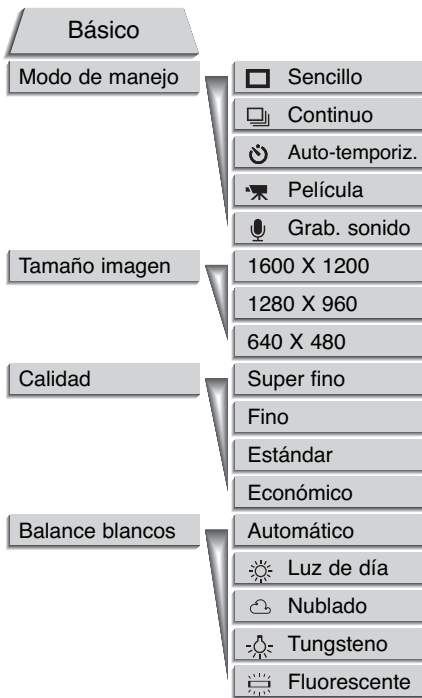 Básico
Modo de manejo
Sencillo
Continuo
Auto-temporiz.
Película
Grab. sonido
Tamaño imagen
1600 X 1200
1280 X 960
640 X 480
Calidad
Super fino
Fino
Estándar
Económico
Balance blancos
Automático
Luz de día
Nublado
Tungsteno
Fluorescente